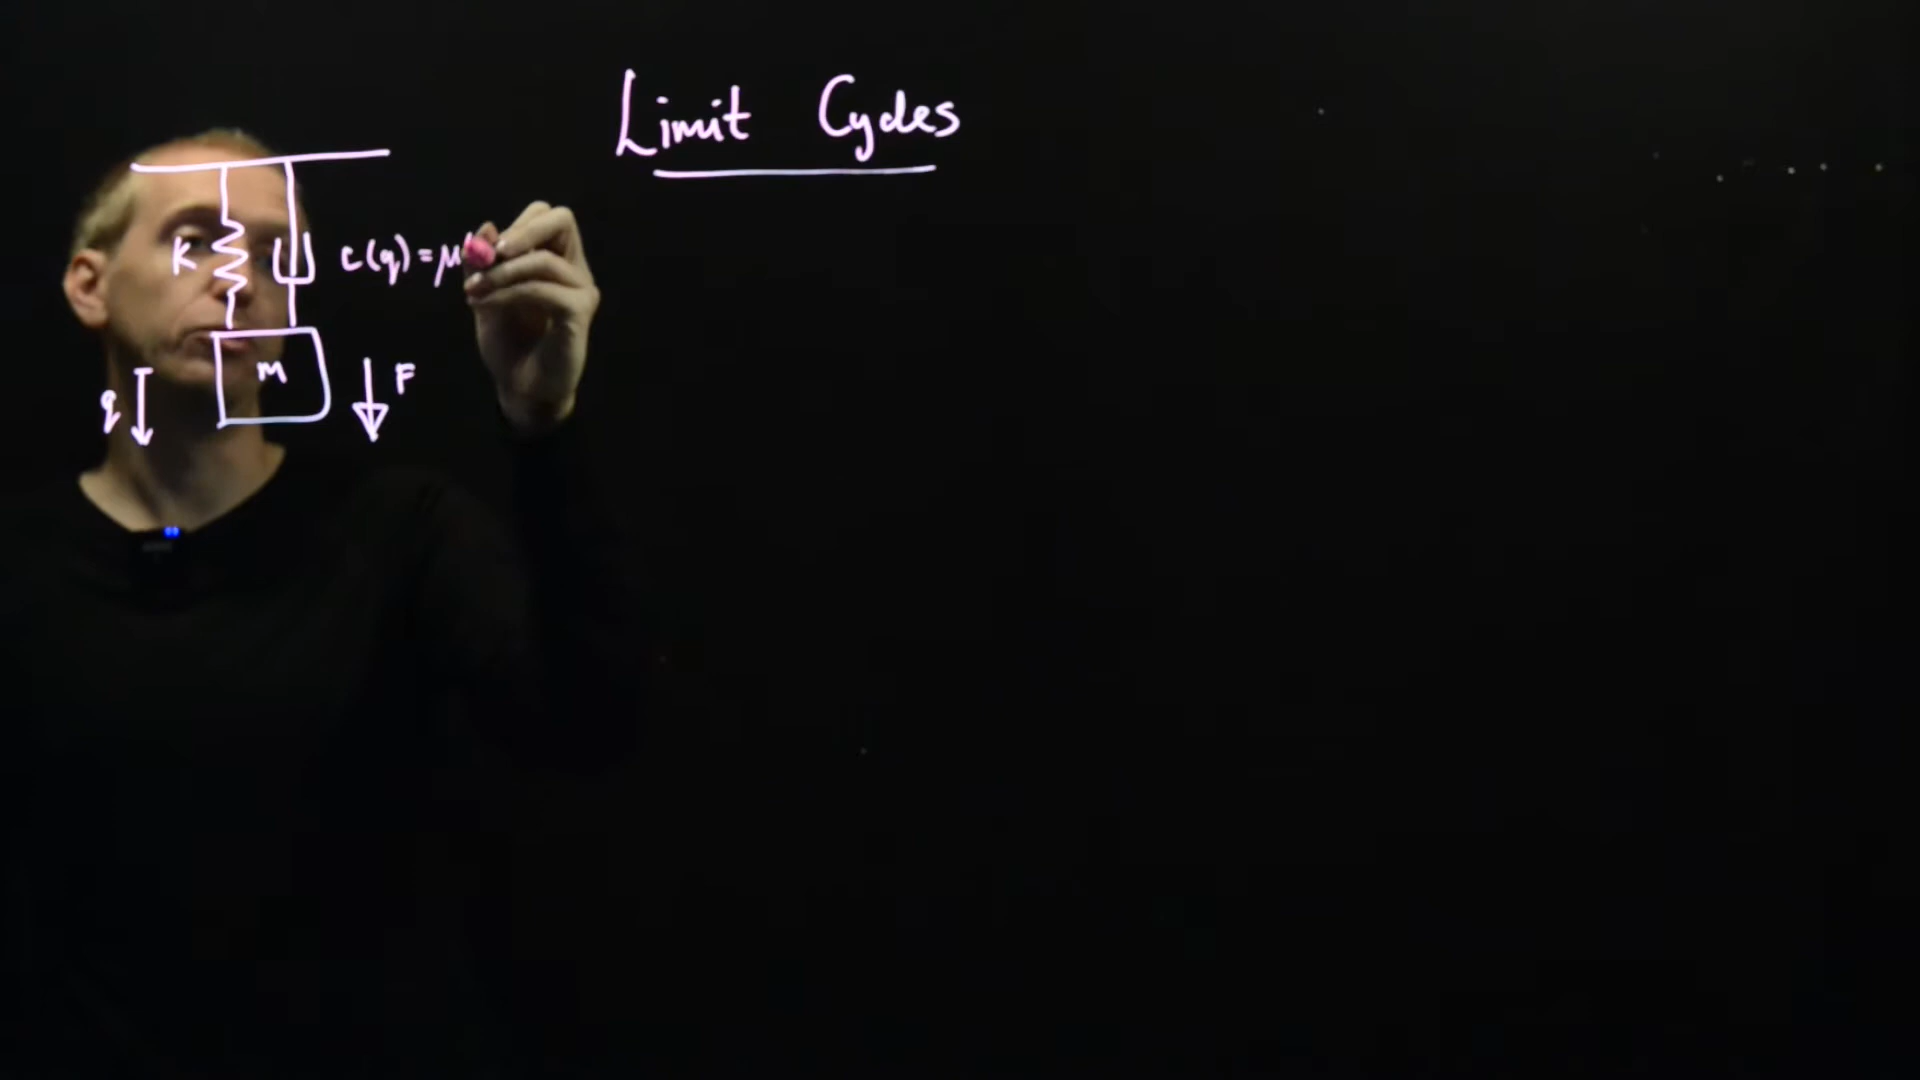 Limit Cycles
k
c(q) = μ
m
q
F